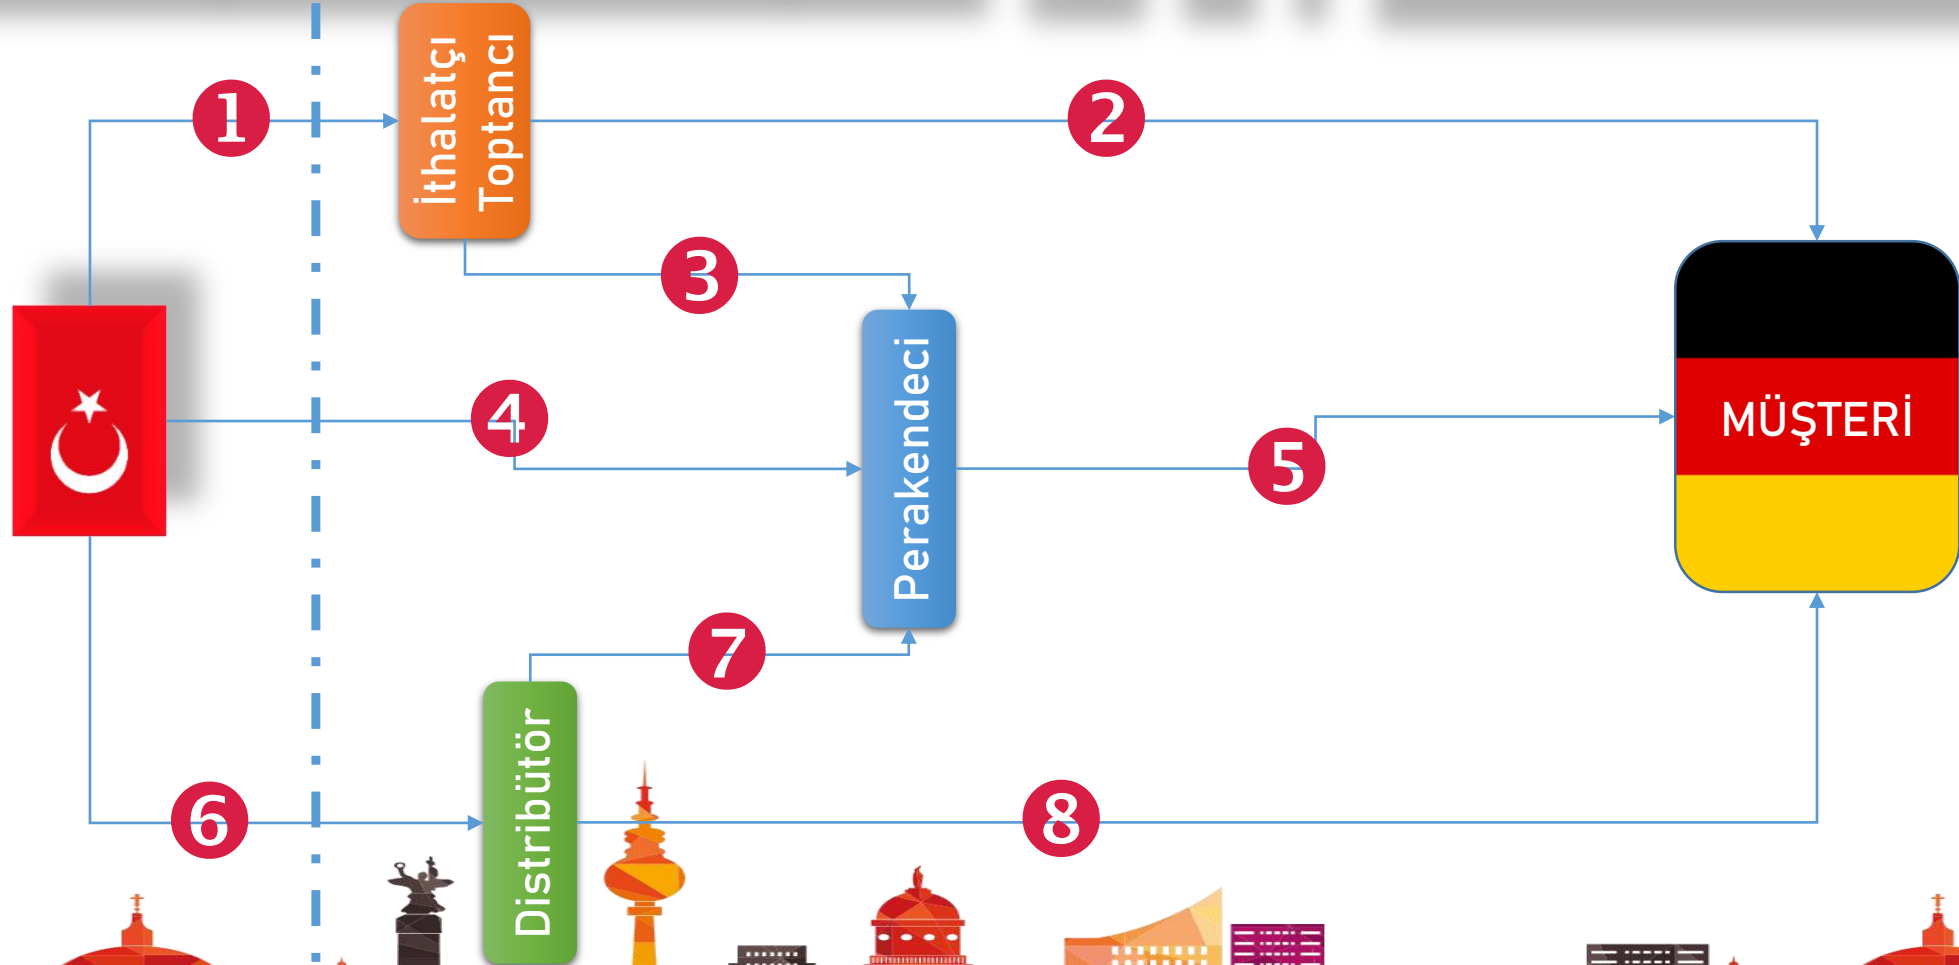 1
İthalatçı
Toptancı
2
3
4
Perakendeci
5
MÜŞTERİ
7
6
Distribütör
8